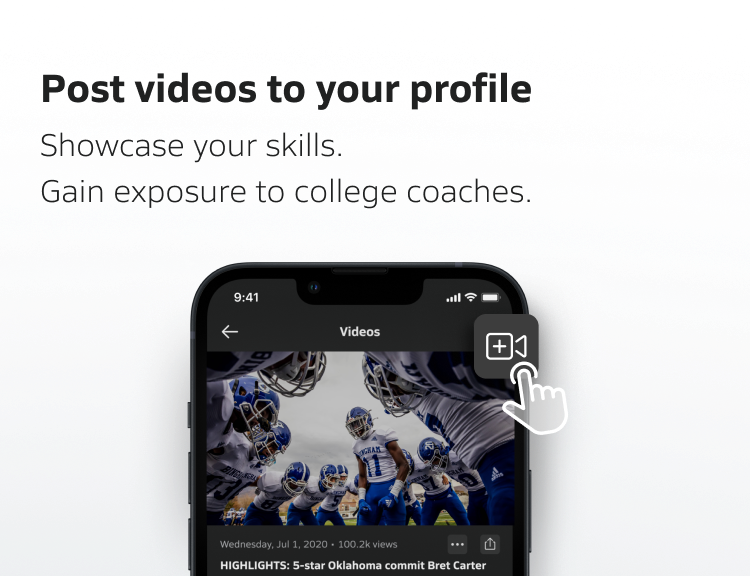 Post videos to your profile
Showcase your skills.
Gain exposure to college coaches.
9:41
Videos
INGHAM
11
Wednesday, Jul 1, 2020 • 100.2k views
HIGHLIGHTS: 5-star Oklahoma commit Bret Carter